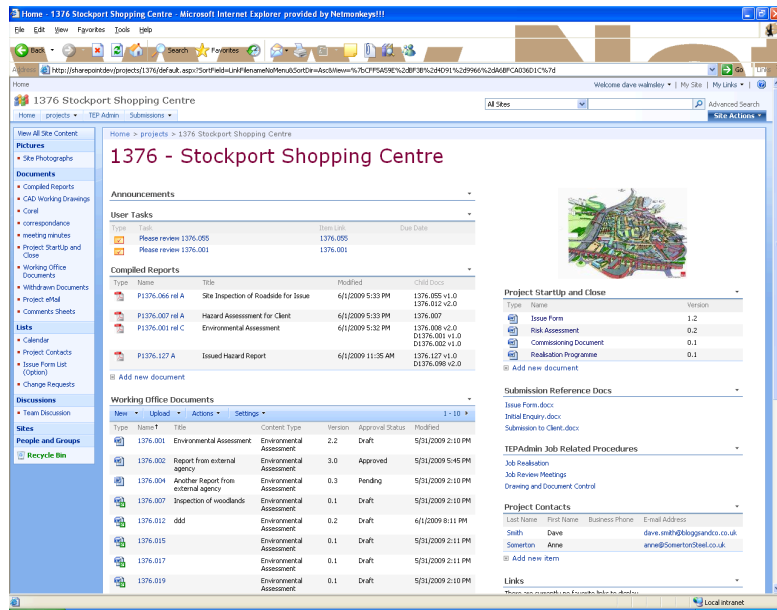 Home - 1376 Stockport Shopping Centre - Microsoft Internet Explorer provided by Netmonkeys!!!
File Edit View Favorites Tools Help
Back Search Favorites
http://sharepointdev/projects/1376/default.aspx?SortField=LinkFilenameNoMenu&SortDir=Asc&View=%7bCFF5A59E%2dBF3B%2d4D91%2d9966%2dA6BFCA036D1C%7d Go Links
Home Welcome dave walmsley My Site My Links
1376 Stockport Shopping Centre All Sites Advanced Search
Home projects TEP Admin Submissions Site Actions
View All Site Content
Pictures
Site Photographs
Documents
Compiled Reports
CAD Working Drawings
Corel
correspondance
meeting minutes
Project StartUp and Close
Working Office Documents
Withdrawn Documents
Project eMail
Comments Sheets
Lists
Calendar
Project Contacts
Issue Form List (Option)
Change Requests
Discussions
Team Discussion
Sites
People and Groups
Recycle Bin
Home > projects > 1376 Stockport Shopping Centre
1376 - Stockport Shopping Centre
Announcements
User Tasks
Type Task Item Link Due Date
Please review 1376.055 1376.055
Please review 1376.001 1376.001
Compiled Reports
Type Name Title Modified Child Docs
P1376.066 rel A Site Inspection of Roadside for Issue 6/1/2009 5:33 PM 1376.055 v1.0
1376.012 v2.0
P1376.007 rel A Hazard Assesssment for Client 6/1/2009 5:33 PM 1376.007
P1376.001 rel C Environmental Assessment 6/1/2009 5:32 PM 1376.008 v2.0
D1376.001 v1.0
D1376.002 v1.0
P1376.127 A Issued Hazard Report 6/1/2009 11:35 AM 1376.127 v1.0
D1376.098 v2.0
Add new document
Working Office Documents
New Upload Actions Settings 1 - 10
Type Name Title Content Type Version Approval Status Modified
1376.001 Environmental Assessment Environmental Assessment 2.2 Draft 5/31/2009 2:10 PM
1376.002 Report from external agency Environmental Assessment 3.0 Approved 5/31/2009 5:45 PM
1376.004 Another Report from external agency Environmental Assessment 0.3 Pending 5/31/2009 2:10 PM
1376.007 Inspection of woodlands Environmental Assessment 0.1 Draft 5/31/2009 2:10 PM
1376.012 ddd Environmental Assessment 0.2 Draft 6/1/2009 8:11 PM
1376.015 Environmental Assessment 0.1 Draft 5/31/2009 2:11 PM
1376.017 Environmental Assessment 0.1 Draft 5/31/2009 2:11 PM
1376.019 Environmental Assessment 0.1 Draft 5/31/2009 2:10 PM
Project StartUp and Close
Type Name Version
Issue Form 1.2
Risk Assessment 0.2
Commissioning Document 0.1
Realisation Programme 0.1
Add new document
Submission Reference Docs
Issue Form.docx
Initial Enquiry.docx
Submission to Client.docx
TEPAdmin Job Related Procedures
Job Realisation
Job Review Meetings
Drawing and Document Control
Project Contacts
Last Name First Name Business Phone E-mail Address
Smith Dave dave.smith@bloggsandco.co.uk
Somerton Anne anne@SomertonSteel.co.uk
Add new item
Links
There are currently no favorite links to display.
Local intranet